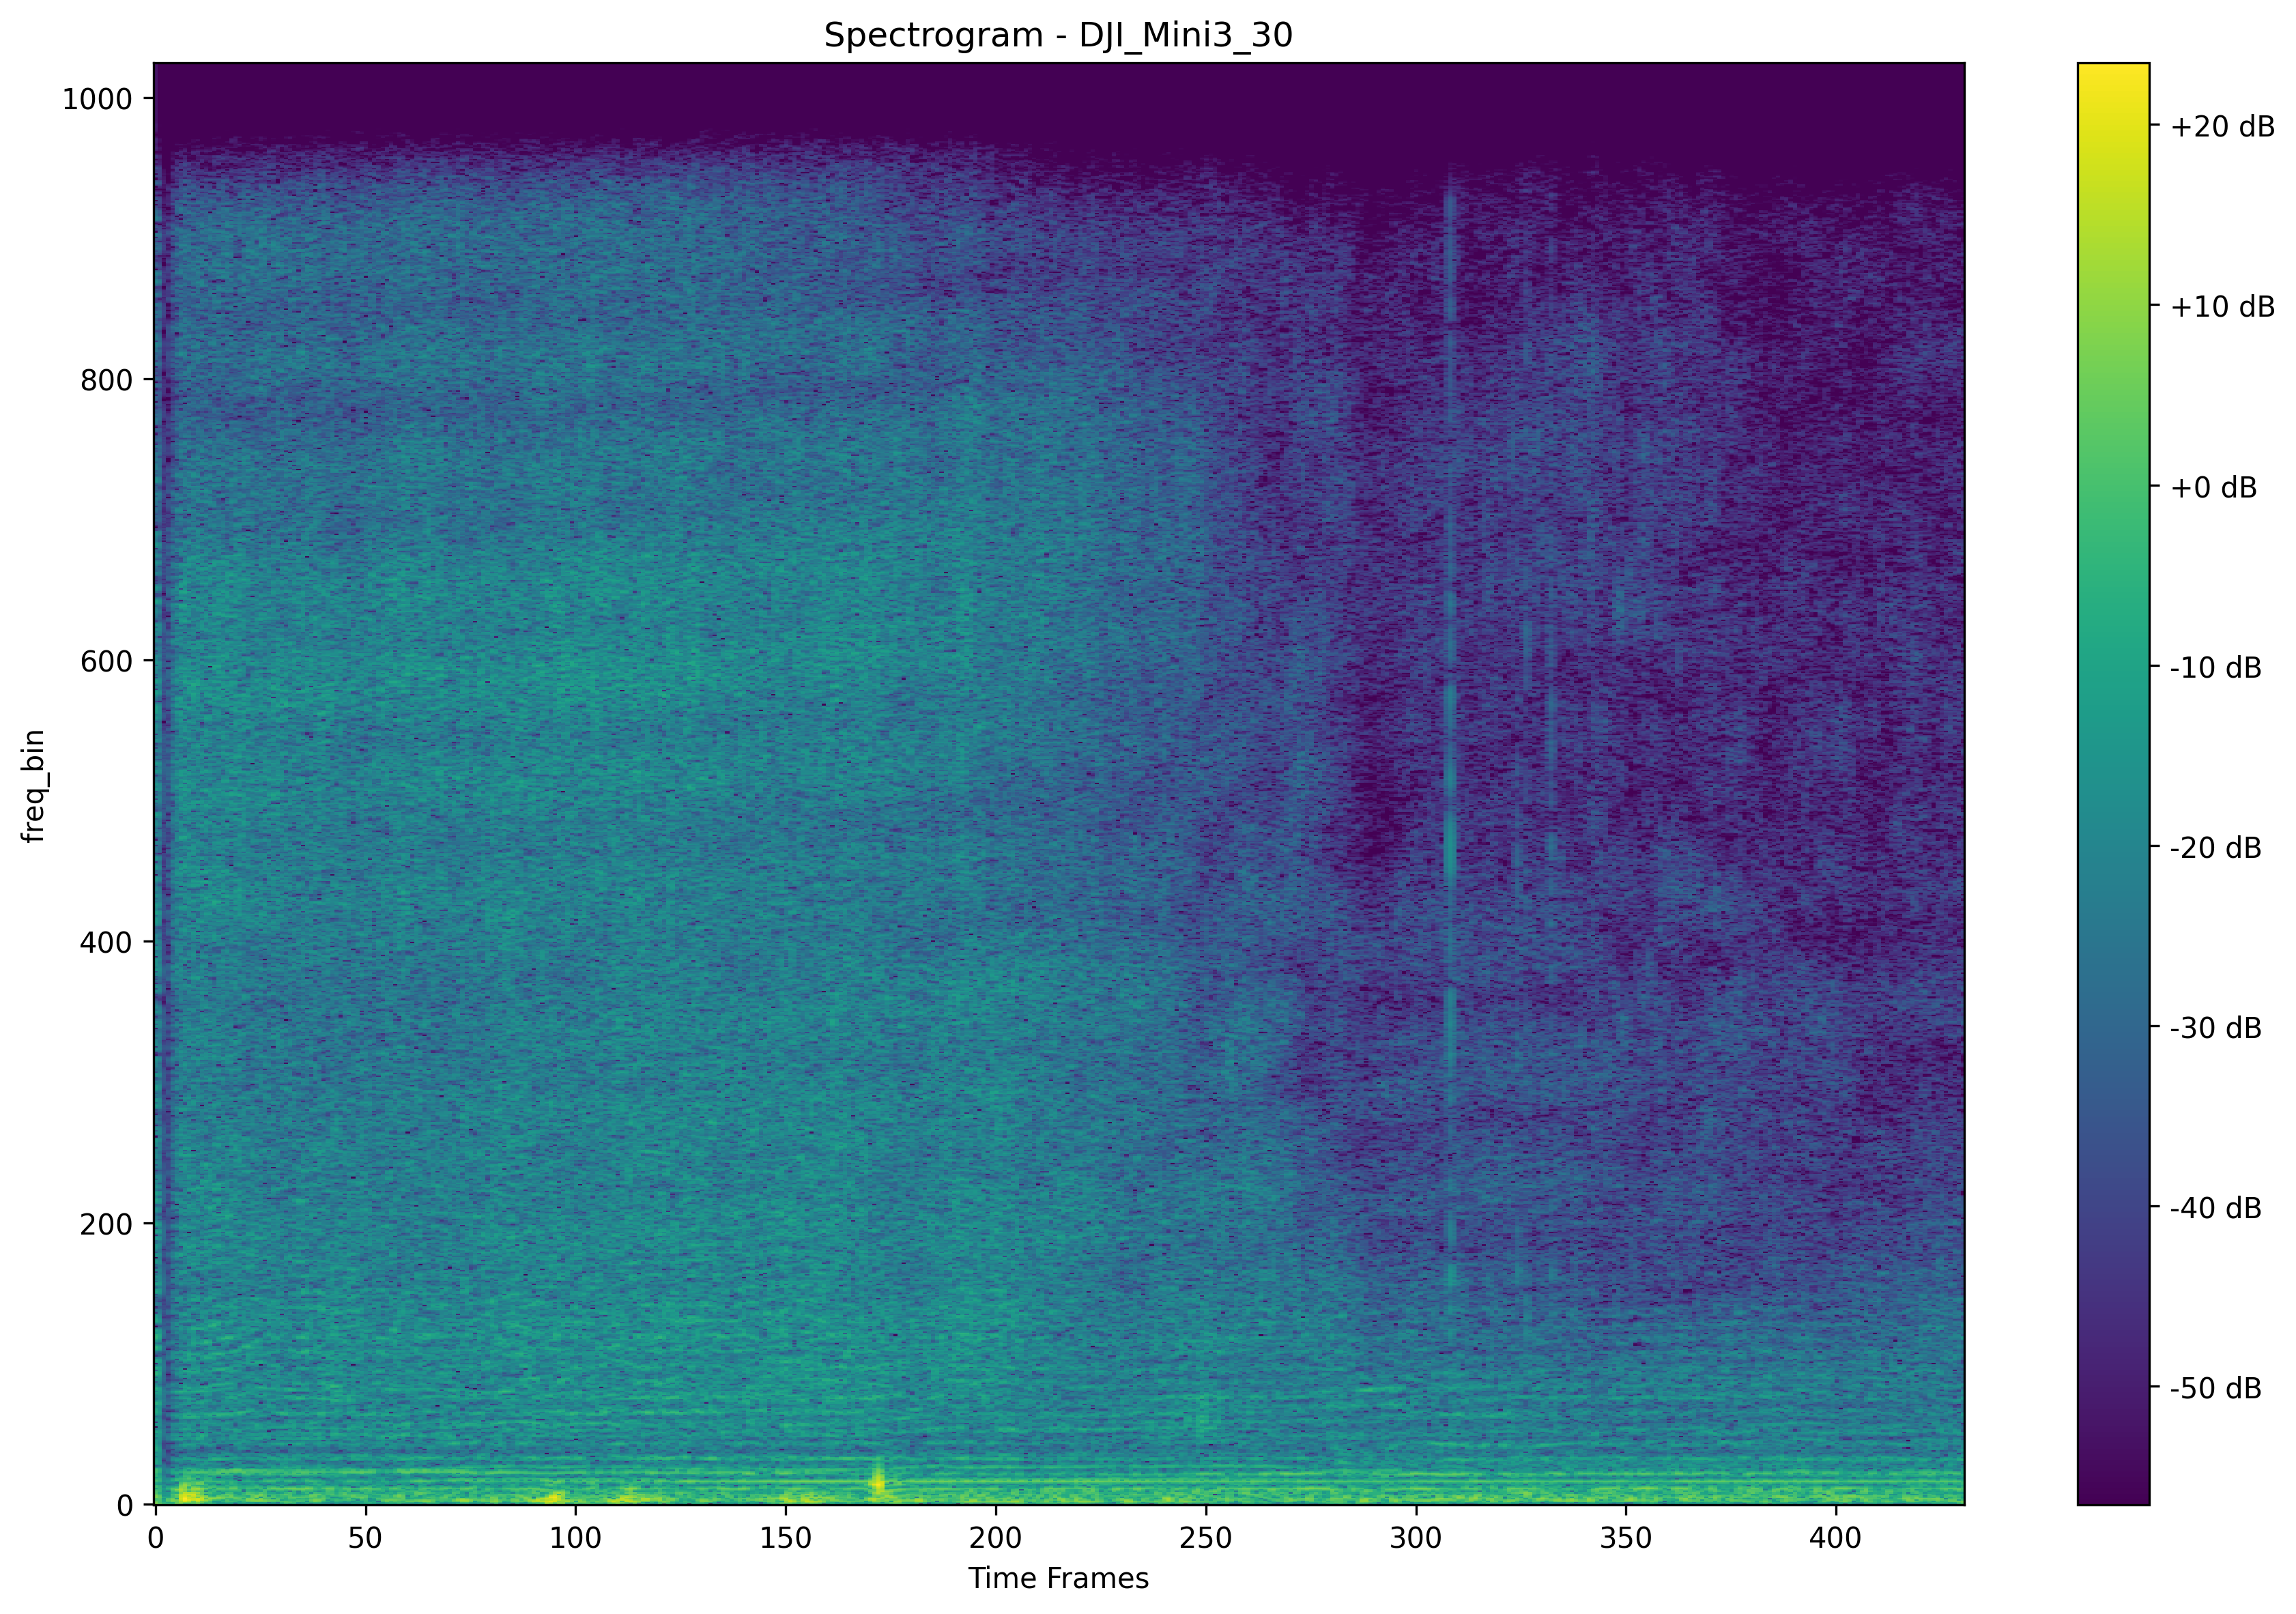 Spectrogram - DJI_Mini3_30
freq_bin
1000
800
600
400
200
0
0 50 100 150 200 250 300 350 400
Time Frames
+20 dB
+10 dB
+0 dB
-10 dB
-20 dB
-30 dB
-40 dB
-50 dB